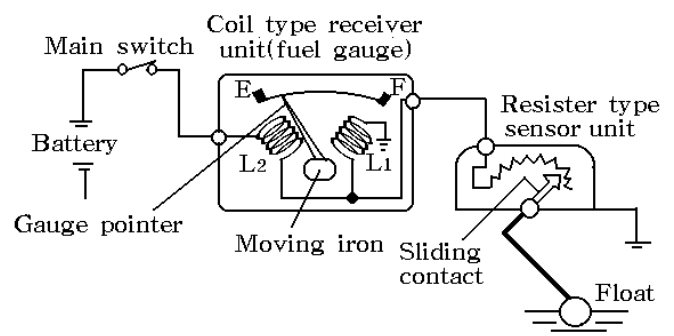 Coil type receiver
unit(fuel gauge)
Main switch
E
F
Resister type
sensor unit
Battery
L2
L1
Gauge pointer
Moving iron
Sliding
contact
Float